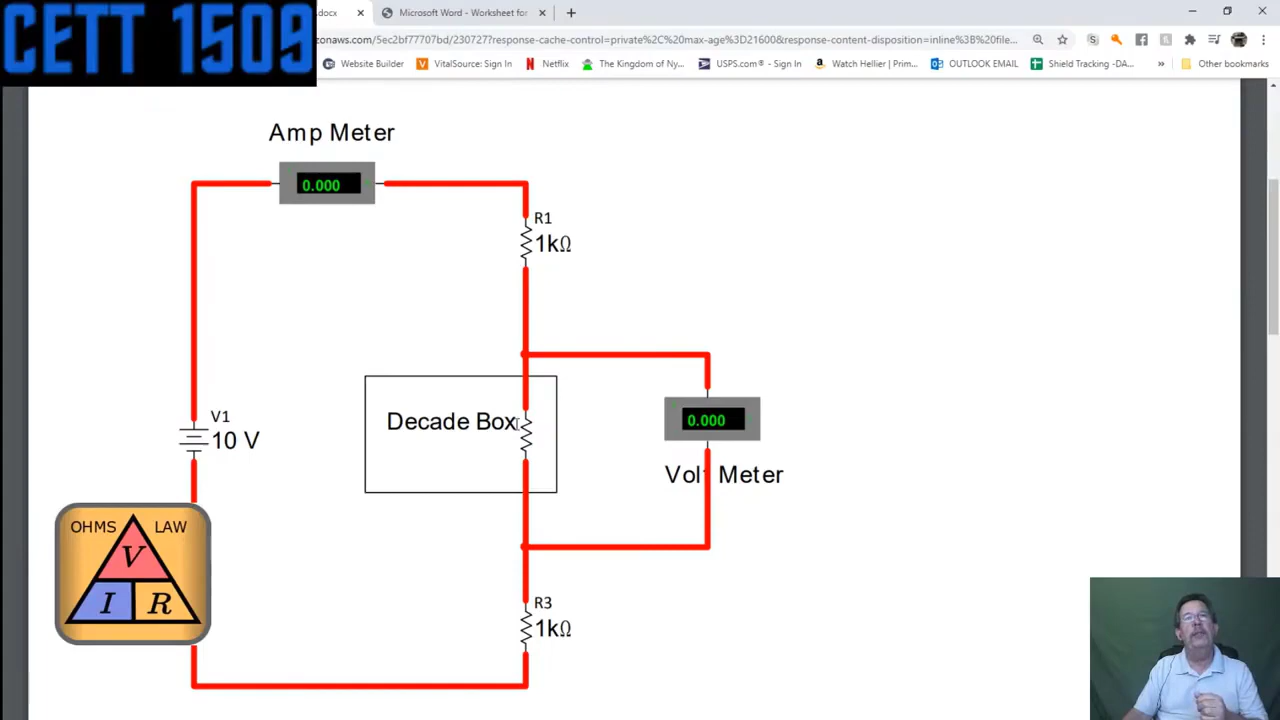 CETT 1509
.docx
Microsoft Word - Worksheet for
zonaws.com/5ec2bf77707bd/230727?response-cache-control=private%2C%20max-age%3D21600&response-content-disposition=inline%3B%20file...
Website Builder
VitalSource: Sign In
Netflix
The Kingdom of Ny...
USPS.com® - Sign In
Watch Hellier | Prim...
OUTLOOK EMAIL
Shield Tracking -DA...
»
Other bookmarks
Amp Meter
0.000
R1
1kΩ
Decade Box
V1
10 V
0.000
Volt Meter
OHMS LAW
V
I R
R3
1kΩ